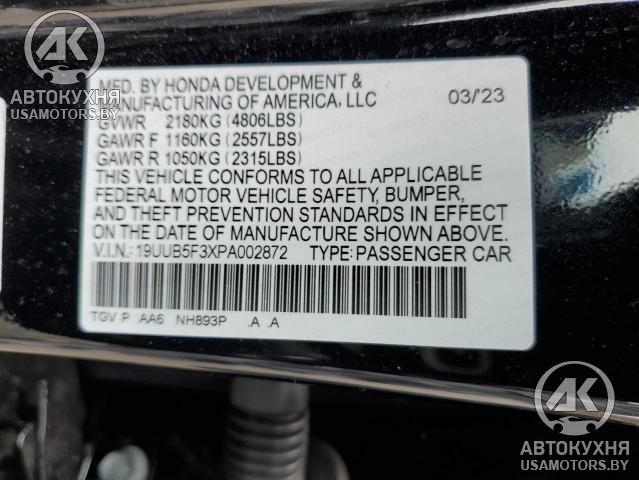 AK
АВТОКУХНЯ
USAMOTORS.BY
MFD. BY HONDA DEVELOPMENT &
MANUFACTURING OF AMERICA, LLC 03/'23
GVWR 2180KG (4806LBS)
GAWR F 1160KG (2557LBS)
GAWR R 1050KG (2315LBS)
THIS VEHICLE CONFORMS TO ALL APPLICABLE
FEDERAL MOTOR VEHICLE SAFETY, BUMPER,
AND THEFT PREVENTION STANDARDS IN EFFECT
ON THE DATE OF MANUFACTURE SHOWN ABOVE.
V.I.N.: 19UUB5F3XPA002872 TYPE: PASSENGER CAR
TGV P AA6 NH893P .A .A
AK
АВТОКУХНЯ
USAMOTORS.BY